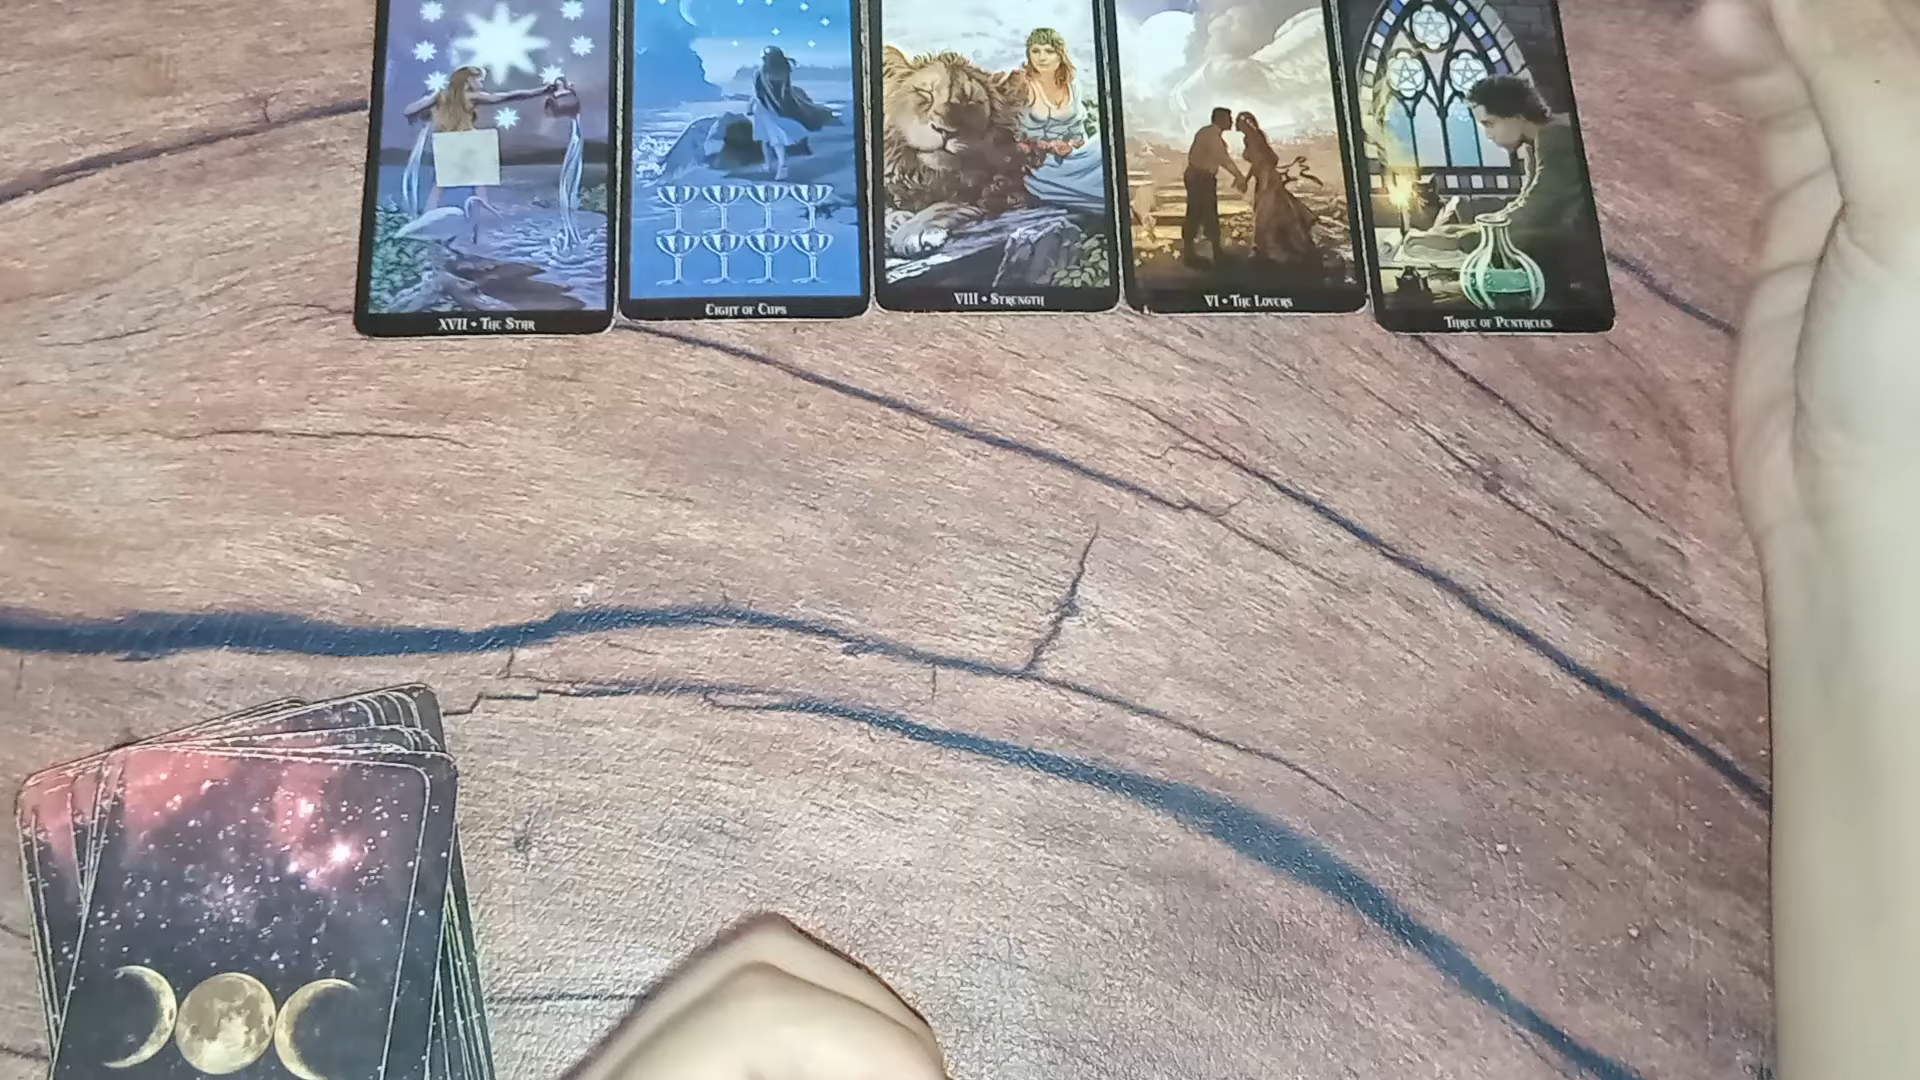 XVII • The Star
Eight of Cups
VIII • Strength
VI • The Lovers
Three of Pentacles